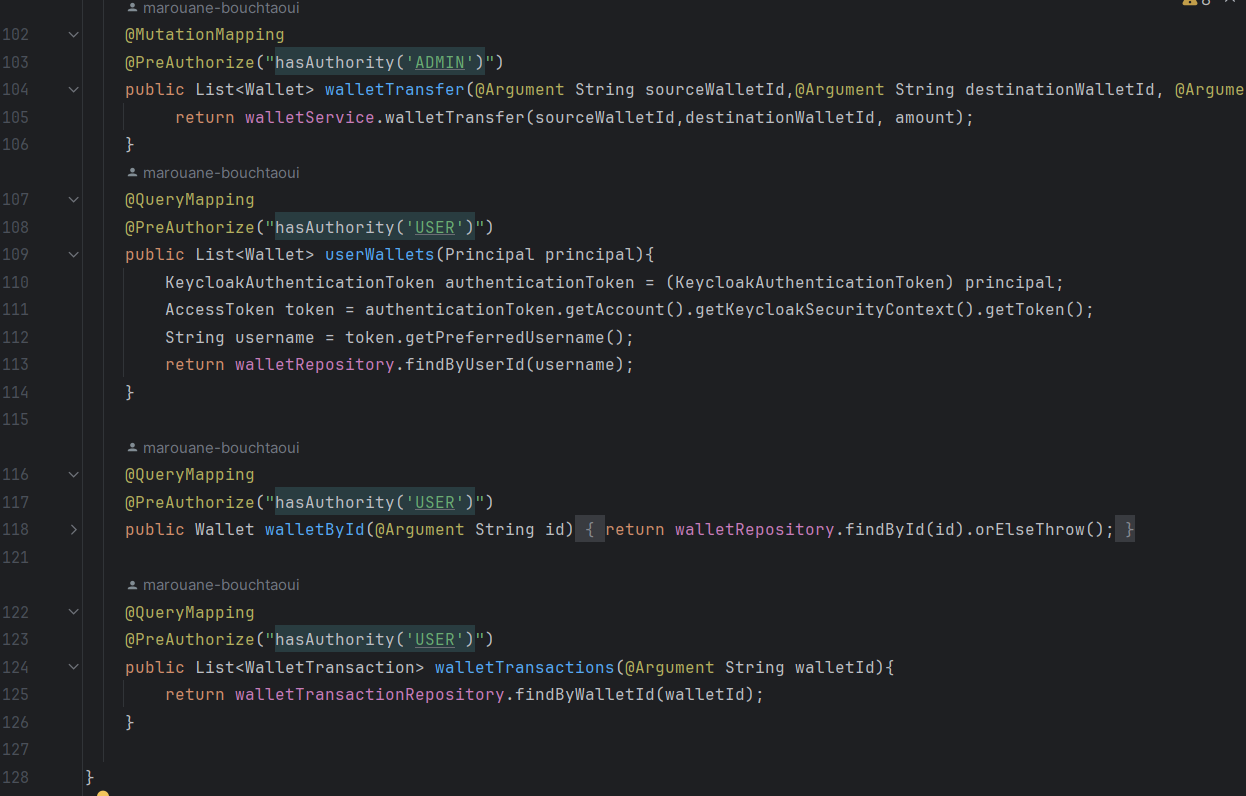 marouane-bouchtaoui
8
102 @MutationMapping
103 @PreAuthorize("hasAuthority('ADMIN')")
104 public List<Wallet> walletTransfer(@Argument String sourceWalletId,@Argument String destinationWalletId, @Argume
105 return walletService.walletTransfer(sourceWalletId,destinationWalletId, amount);
106 }
marouane-bouchtaoui
107 @QueryMapping
108 @PreAuthorize("hasAuthority('USER')")
109 public List<Wallet> userWallets(Principal principal){
110 KeycloakAuthenticationToken authenticationToken = (KeycloakAuthenticationToken) principal;
111 AccessToken token = authenticationToken.getAccount().getKeycloakSecurityContext().getToken();
112 String username = token.getPreferredUsername();
113 return walletRepository.findByUserId(username);
114 }
115
marouane-bouchtaoui
116 @QueryMapping
117 @PreAuthorize("hasAuthority('USER')")
118 public Wallet walletById(@Argument String id) { return walletRepository.findById(id).orElseThrow(); }
121
marouane-bouchtaoui
122 @QueryMapping
123 @PreAuthorize("hasAuthority('USER')")
124 public List<WalletTransaction> walletTransactions(@Argument String walletId){
125 return walletTransactionRepository.findByWalletId(walletId);
126 }
127
128 }